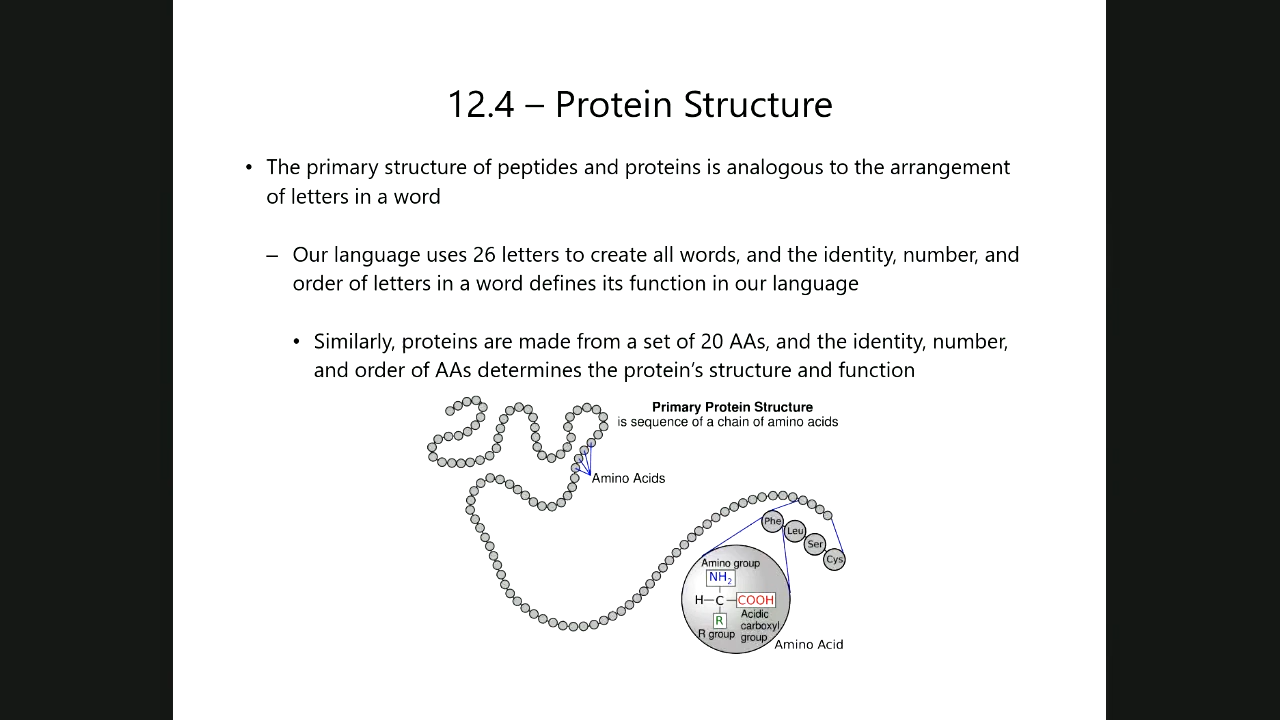 12.4 – Protein Structure
• The primary structure of peptides and proteins is analogous to the arrangement
of letters in a word
– Our language uses 26 letters to create all words, and the identity, number, and
order of letters in a word defines its function in our language
• Similarly, proteins are made from a set of 20 AAs, and the identity, number,
and order of AAs determines the protein’s structure and function
Primary Protein Structure
is sequence of a chain of amino acids
Amino Acids
Phe
Leu
Ser
Cys
Amino group
NH₂
H—C—COOH
R
Acidic
carboxyl
group
R group
Amino Acid